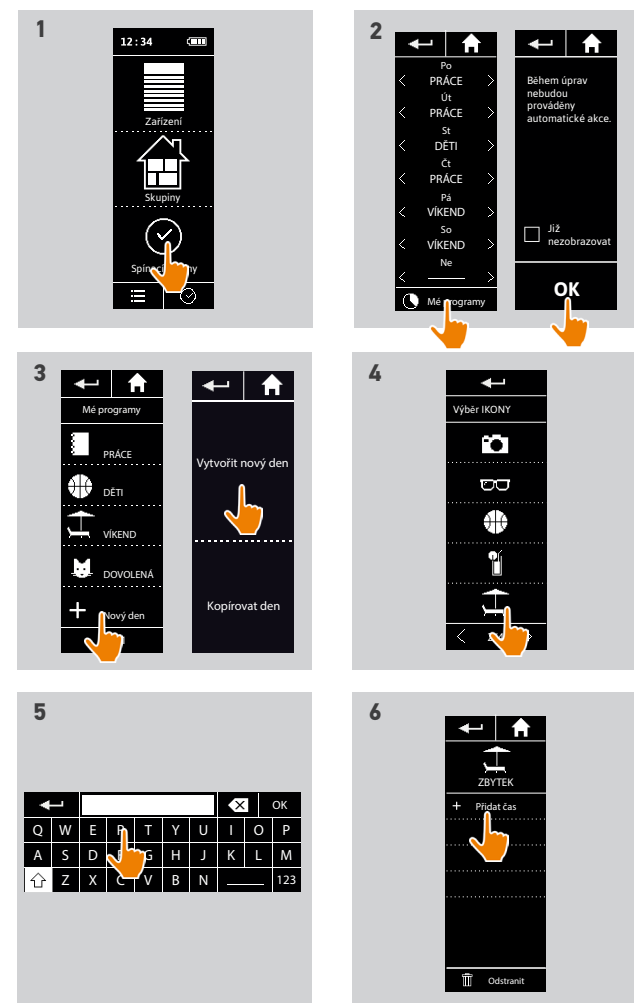 1
12:34
Zařízení
Skupiny
2
Po
PRÁCE
Út
PRÁCE
St
DĚTI
Čt
PRÁCE
Pá
VÍKEND
So
VÍKEND
Ne
Mé programy
Během úprav
nebudou
prováděny
automatické akce.
Již
nezobrazovat
OK
3
Mé programy
PRÁCE
DĚTI
VÍKEND
DOVOLENÁ
+ Nový den
Vytvořit nový den
Kopírovat den
4
Výběr IKONY
5
OK
Q W E R T Y U I O P
A S D F G H J K L M
Z X C V B N 123
6
ZBYTEK
+ Přidat čas
Odstranit